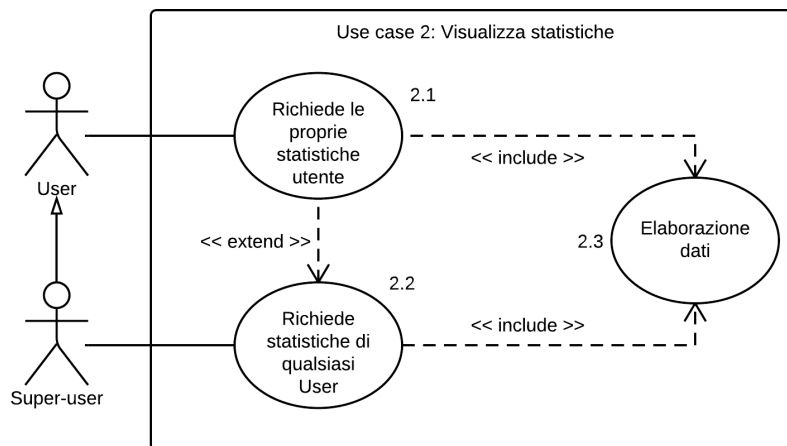 Use case 2: Visualizza statistiche
2.1
Richiede le
proprie
statistiche
utente
<< include >>
User
<< extend >>
2.3
Elaborazione
dati
2.2
Richiede
statistiche di
qualsiasi
User
<< include >>
Super-user